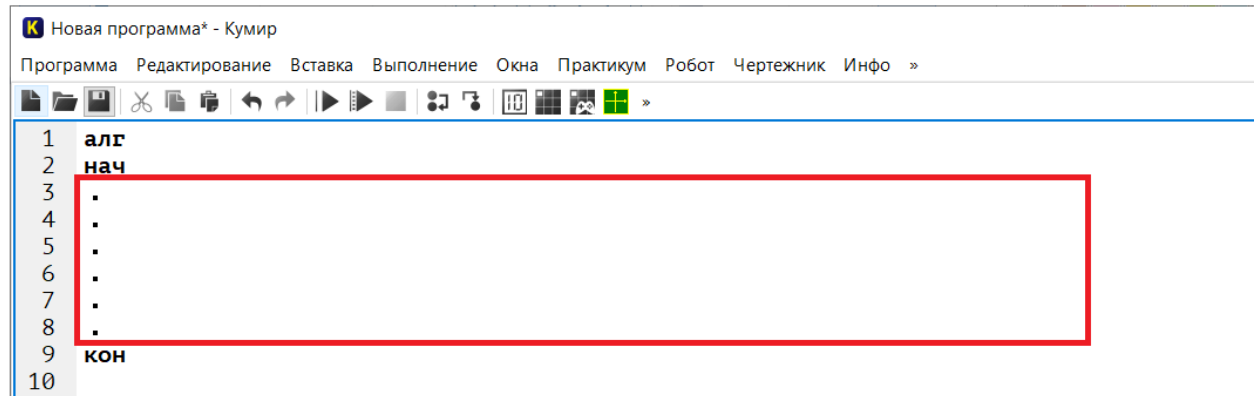 Новая программа* - Кумир
Программа Редактирование Вставка Выполнение Окна Практикум Робот Чертежник Инфо »
»
1 алг
2 нач
3 .
4 .
5 .
6 .
7 .
8 .
9 кон
10